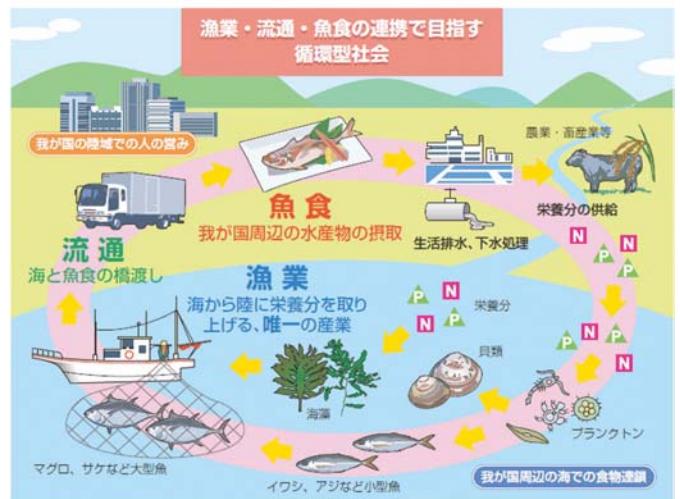 漁業・流通・魚食の連携で目指す
循環型社会
我が国の陸域での人の営み
農業・畜産業等
魚食
我が国周辺の水産物の摂取
生活排水、下水処理
栄養分の供給
流通
海と魚食の橋渡し
漁業
海から陸に栄養分を取り
上げる、唯一の産業
N
P
P
N
P
N
N
P
栄養分
P
N
P
N
貝類
海藻
プランクトン
マグロ、サケなど大型魚
イワシ、アジなど小型魚
我が国周辺の海での食物連鎖